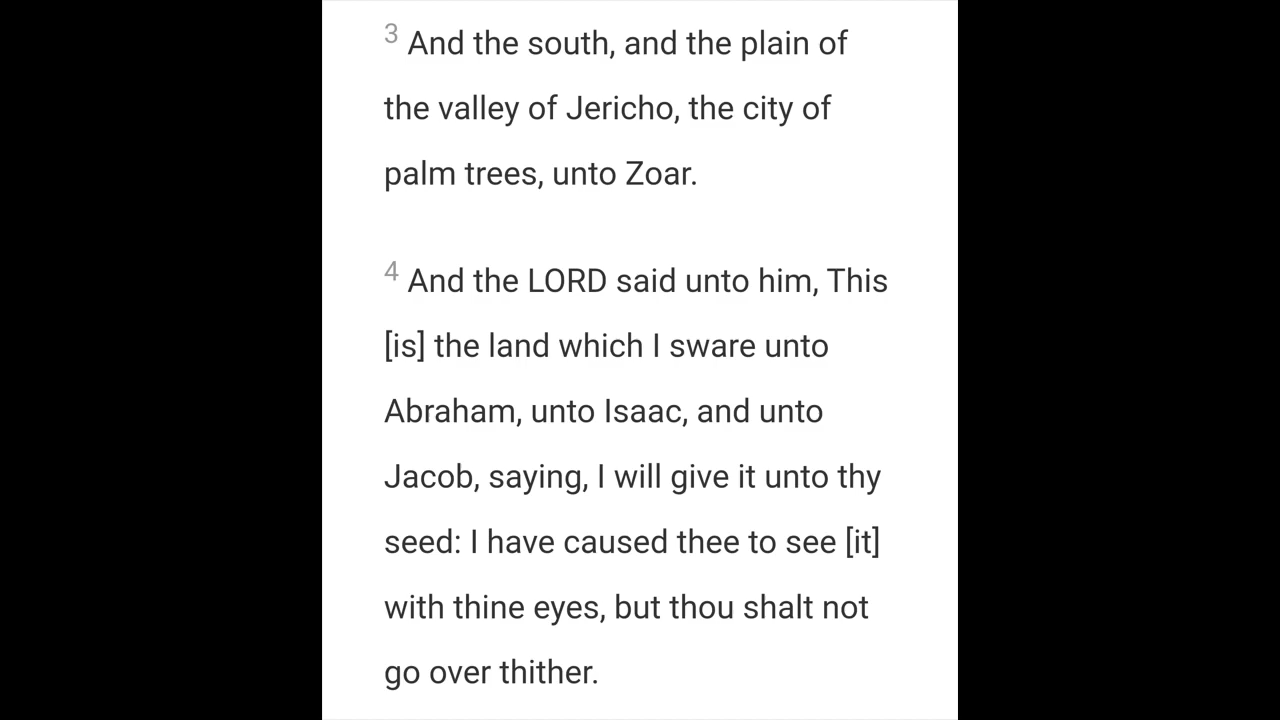 3 And the south, and the plain of
the valley of Jericho, the city of
palm trees, unto Zoar.
4 And the LORD said unto him, This
[is] the land which I sware unto
Abraham, unto Isaac, and unto
Jacob, saying, I will give it unto thy
seed: I have caused thee to see [it]
with thine eyes, but thou shalt not
go over thither.